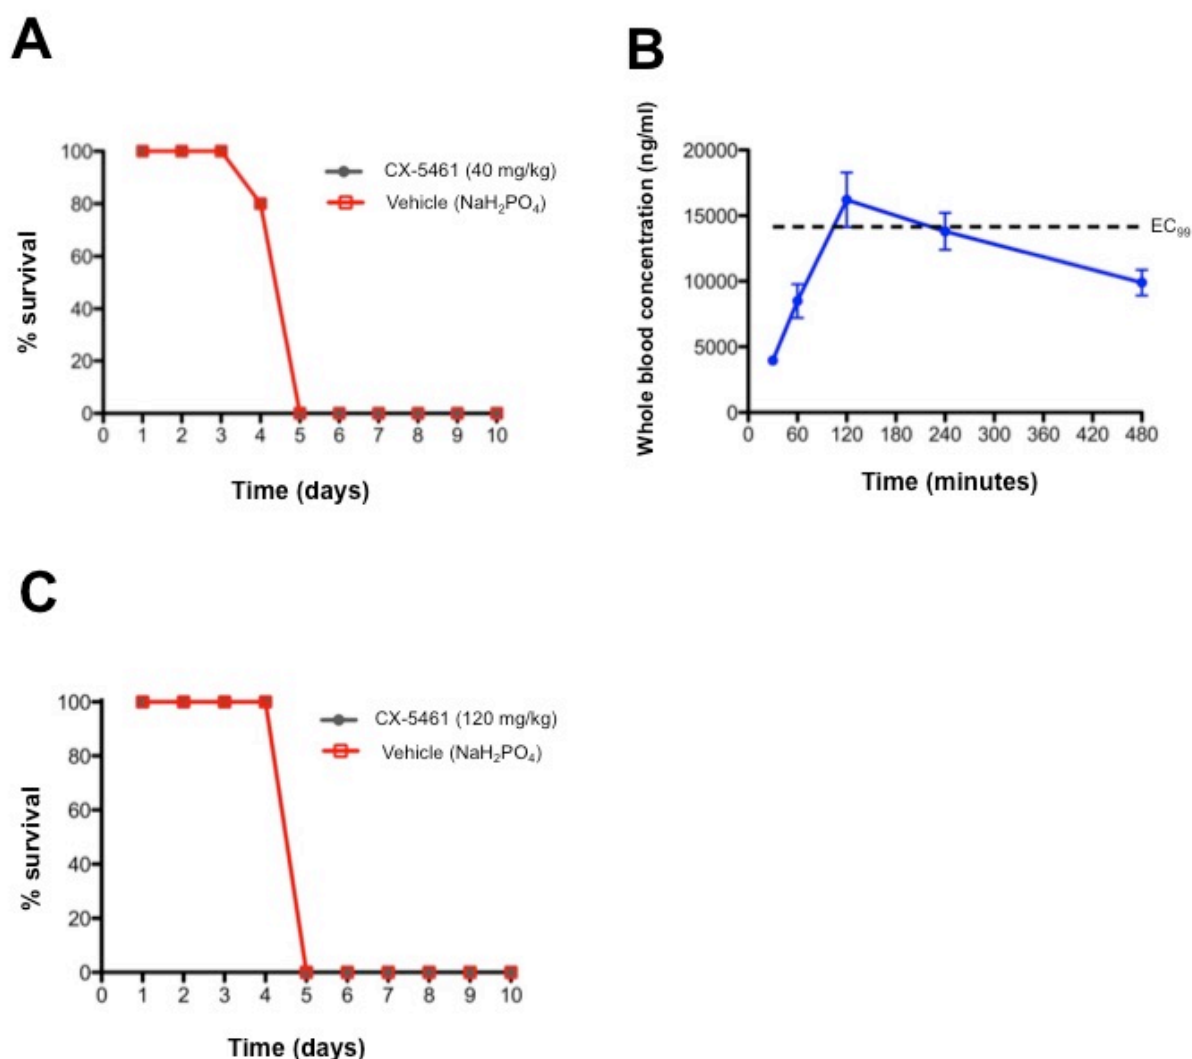 A
100
80
60
40
20
0
0 1 2 3 4 5 6 7 8 9 10
% survival
Time (days)
CX-5461 (40 mg/kg)
Vehicle (NaH₂PO₄)
B
Whole blood concentration (ng/ml)
20000
15000
10000
5000
0
0 60 120 180 240 300 360 420 480
Time (minutes)
EC₉₉
C
100
80
60
40
20
0
0 1 2 3 4 5 6 7 8 9 10
% survival
Time (days)
CX-5461 (120 mg/kg)
Vehicle (NaH₂PO₄)